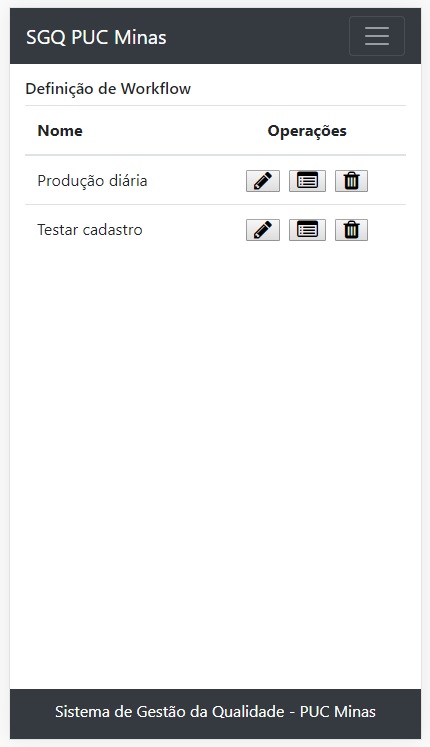 SGQ PUC Minas
Definição de Workflow
Nome Operações
Produção diária
Testar cadastro
Sistema de Gestão da Qualidade - PUC Minas